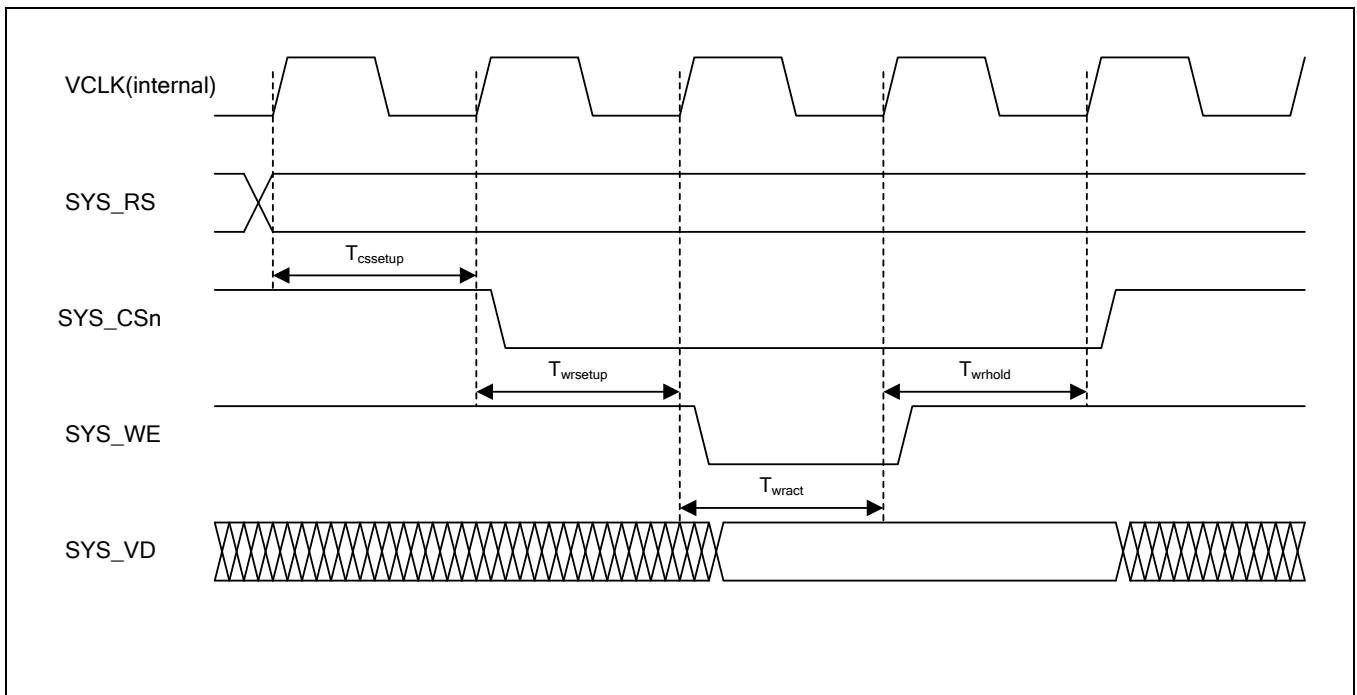 VCLK(internal)
SYS_RS
Tcssetup
SYS_CSn
Twrsetup
Twrhold
SYS_WE
Twract
SYS_VD